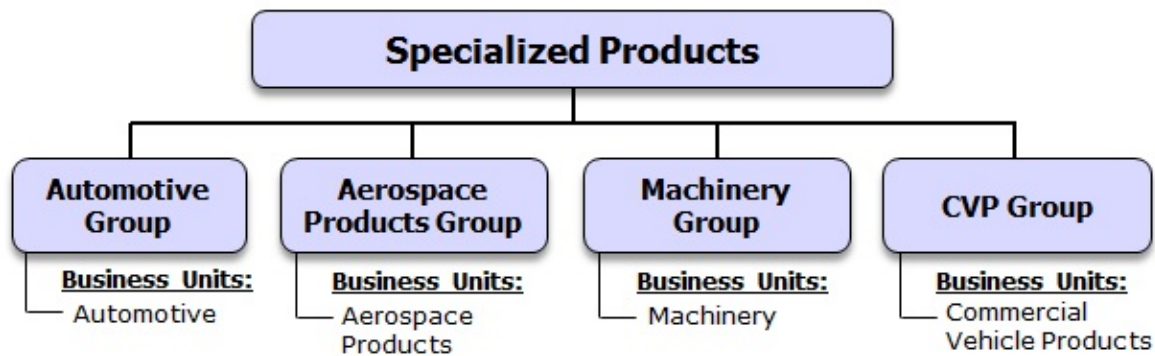 Specialized Products
Automotive
Group
Aerospace
Products Group
Machinery
Group
CVP Group
Business Units:
Automotive
Business Units:
Aerospace
Products
Business Units:
Machinery
Business Units:
Commercial
Vehicle Products